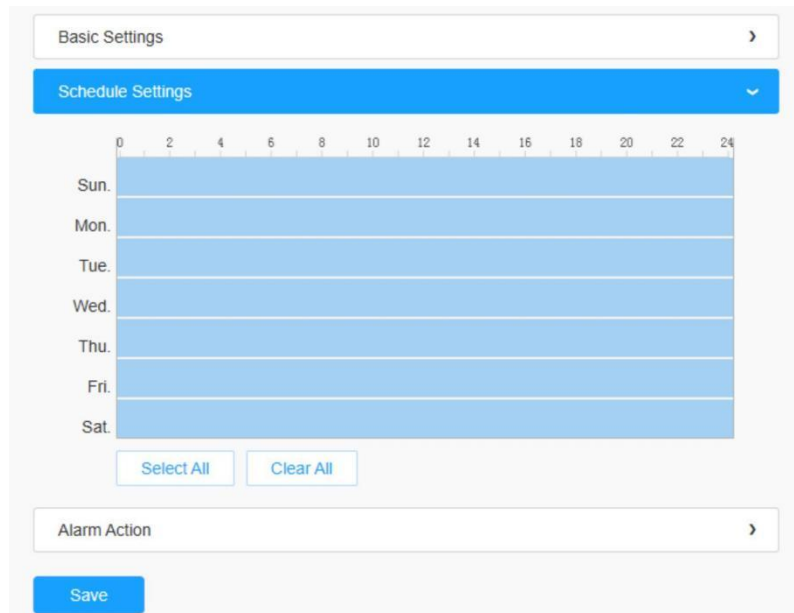 Basic Settings
Schedule Settings
0 2 4 6 8 10 12 14 16 18 20 22 24
Sun.
Mon.
Tue.
Wed.
Thu.
Fri.
Sat.
Select All Clear All
Alarm Action
Save